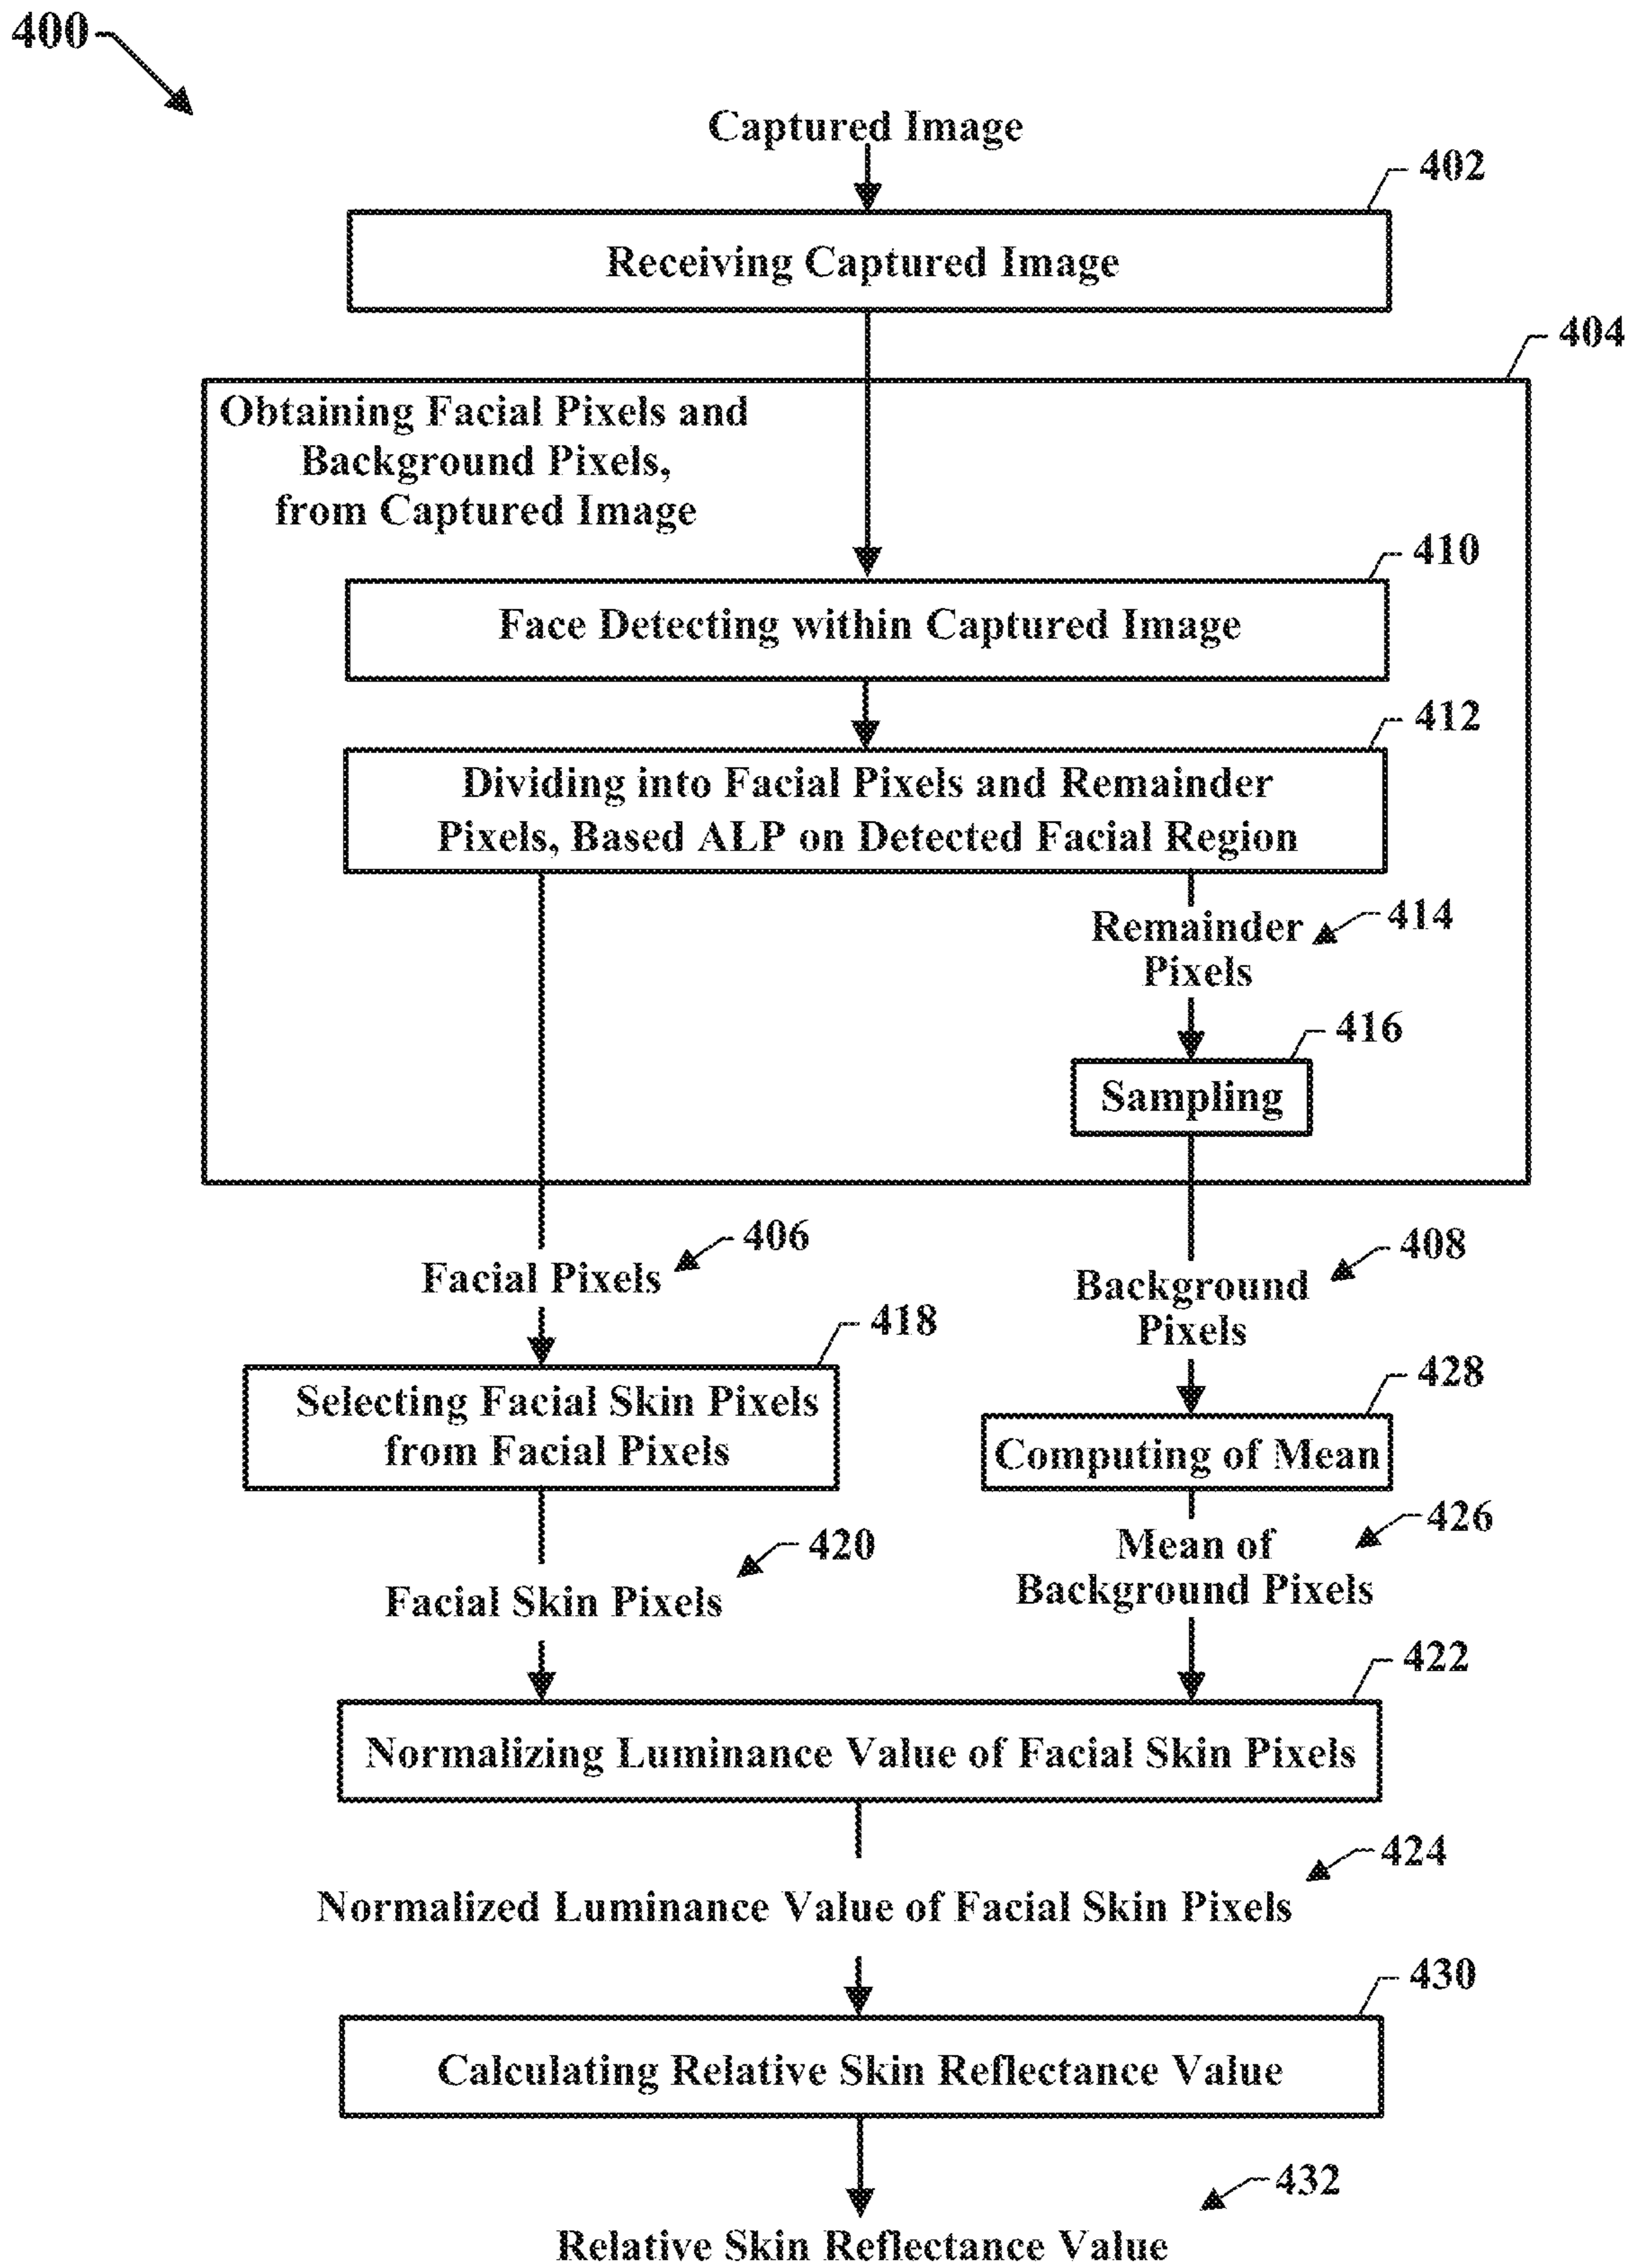 400
Captured Image
402
Receiving Captured Image
404
Obtaining Facial Pixels and
Background Pixels,
from Captured Image
410
Face Detecting within Captured Image
412
Dividing into Facial Pixels and Remainder
Pixels, Based ALP on Detected Facial Region
414
Remainder
Pixels
416
Sampling
406
Facial Pixels
408
Background
Pixels
418
Selecting Facial Skin Pixels
from Facial Pixels
428
Computing of Mean
420
Facial Skin Pixels
426
Mean of
Background Pixels
422
Normalizing Luminance Value of Facial Skin Pixels
424
Normalized Luminance Value of Facial Skin Pixels
430
Calculating Relative Skin Reflectance Value
432
Relative Skin Reflectance Value